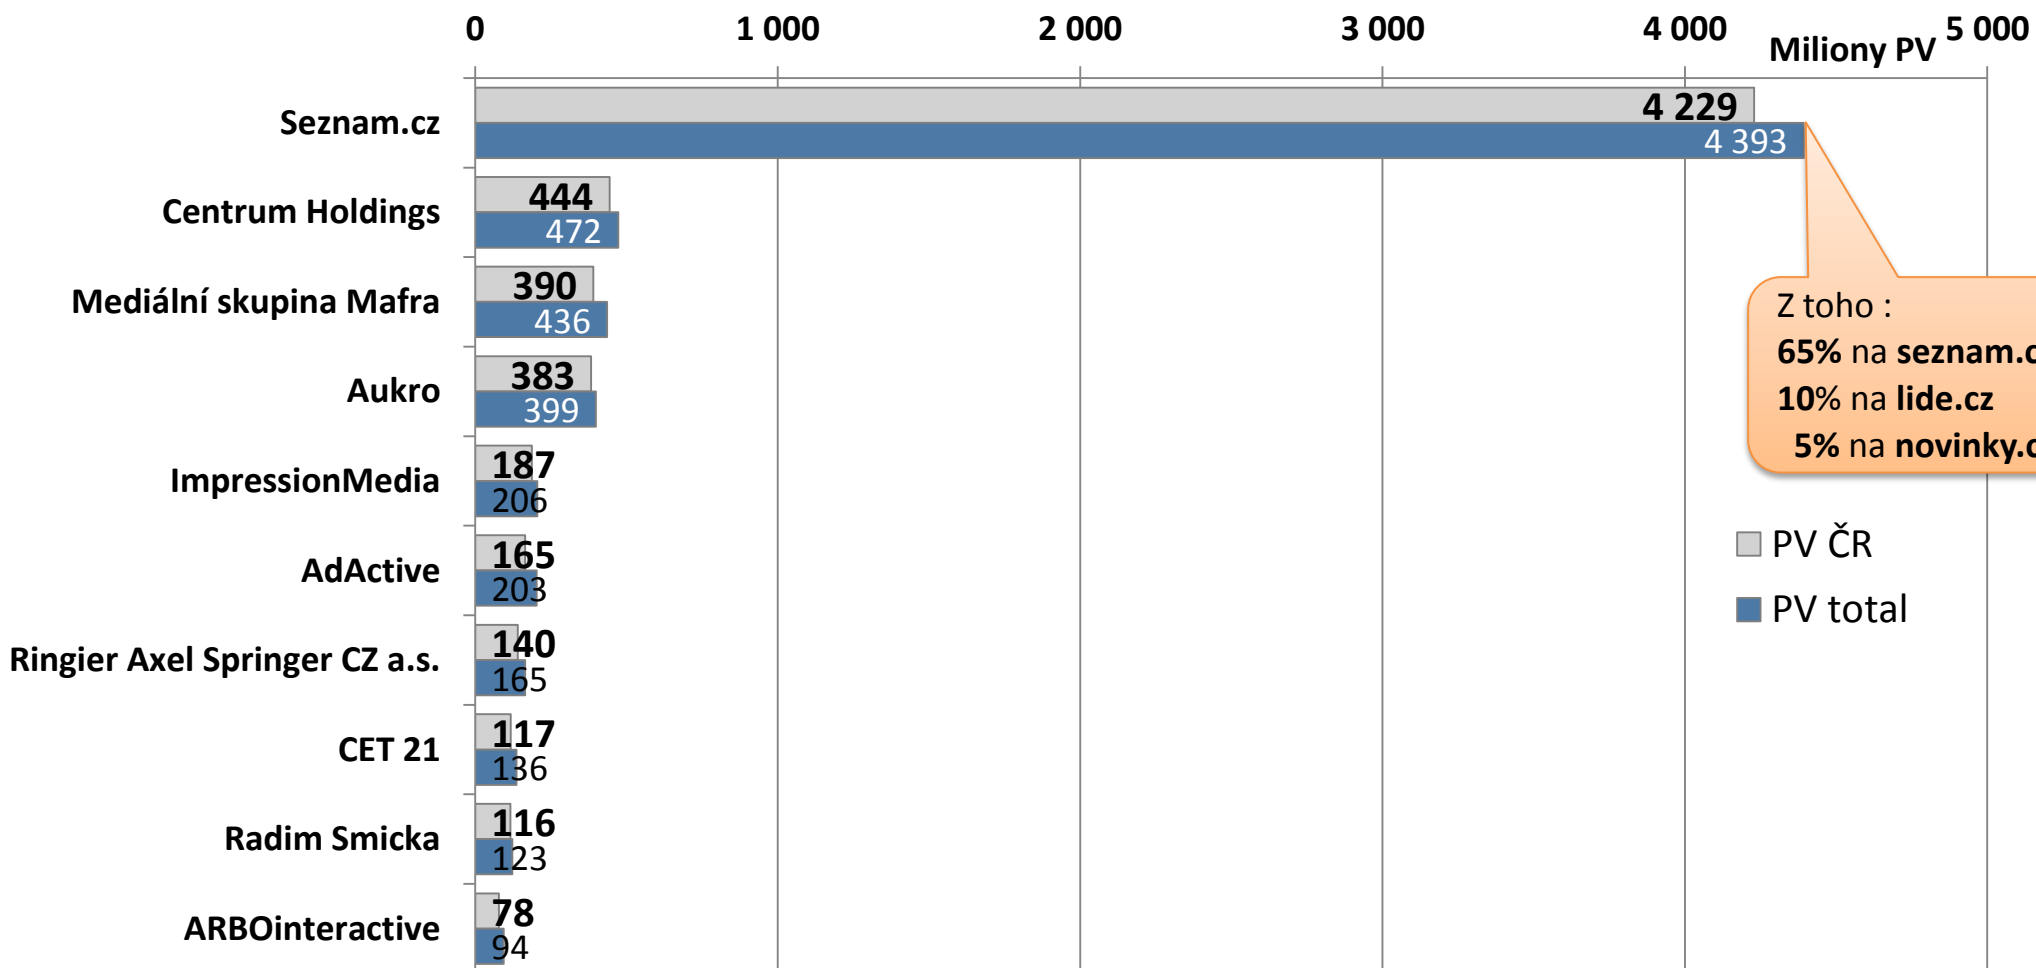 0 1 000 2 000 3 000 4 000 5 000
Miliony PV
Seznam.cz 4 229
4 393
Centrum Holdings 444
472
Mediální skupina Mafra 390
436
Aukro 383
399
ImpressionMedia 187
206
AdActive 165
203
Ringier Axel Springer CZ a.s. 140
165
CET 21 117
136
Radim Smicka 116
123
ARBOinteractive 78
94
Z toho :
65% na seznam.c
10% na lide.cz
5% na novinky.c
PV ČR
PV total